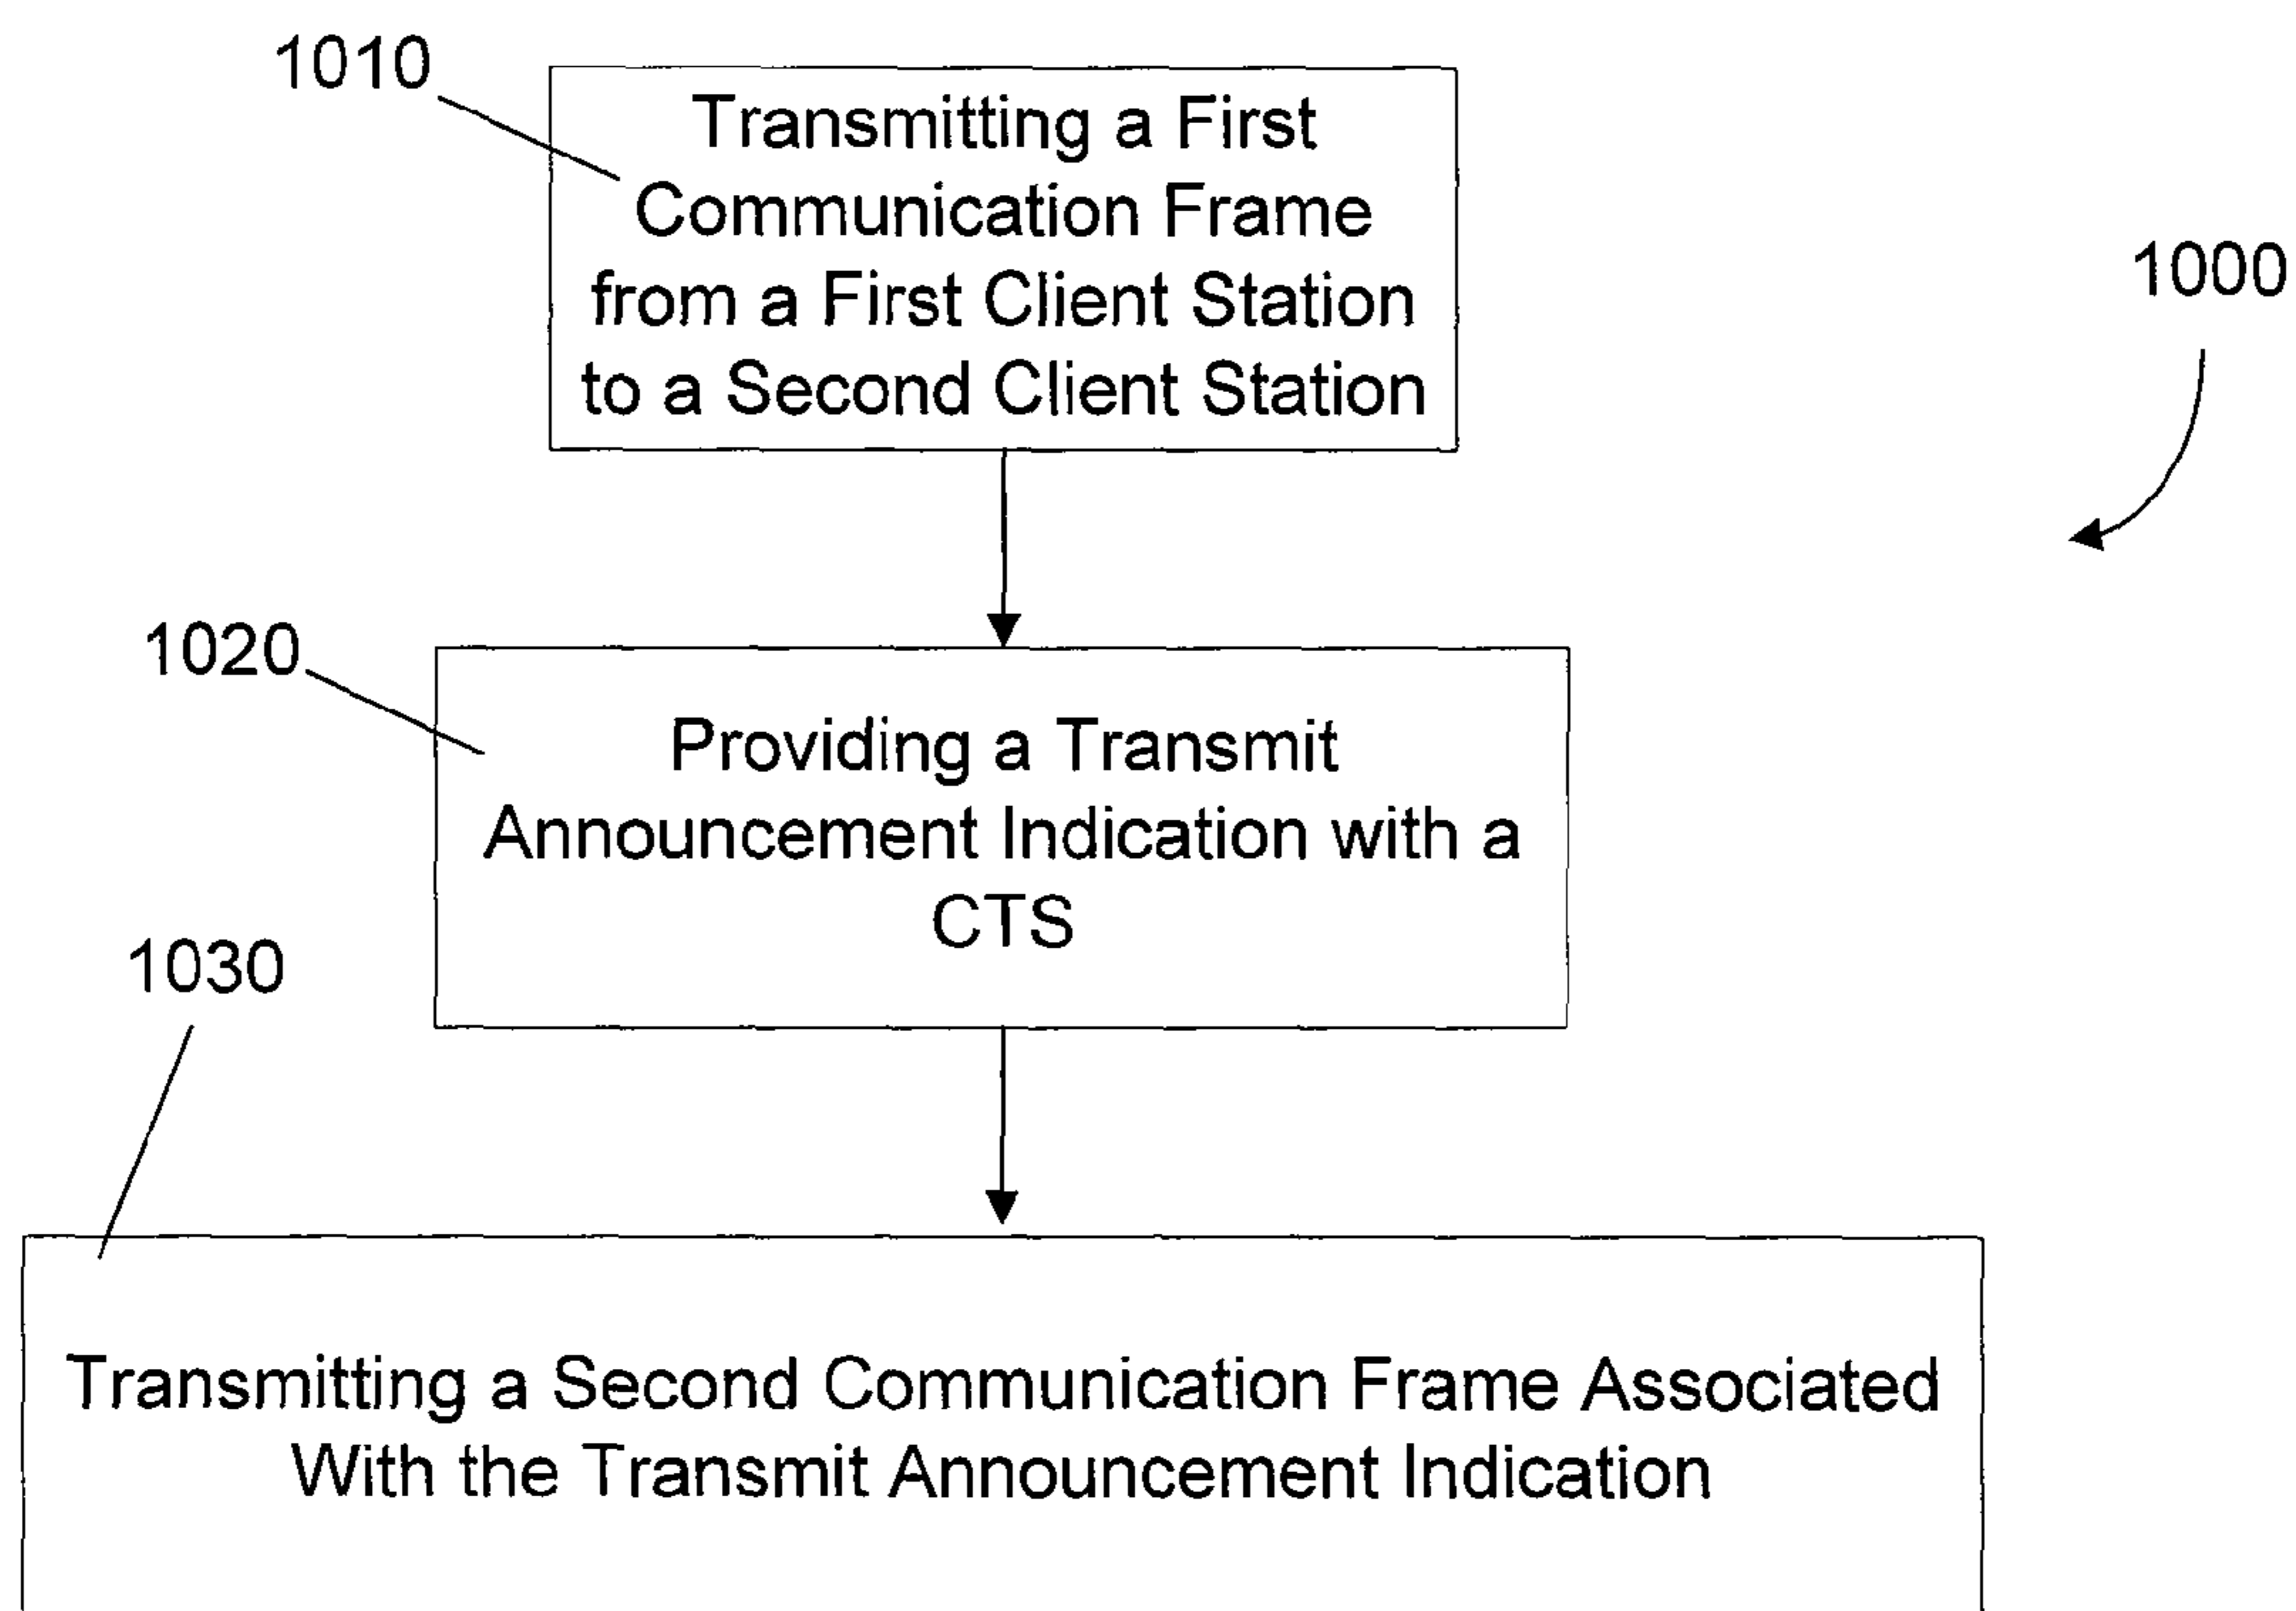 1010
Transmitting a First
Communication Frame
from a First Client Station
to a Second Client Station
1000
1020
Providing a Transmit
Announcement Indication with a
CTS
1030
Transmitting a Second Communication Frame Associated
With the Transmit Announcement Indication